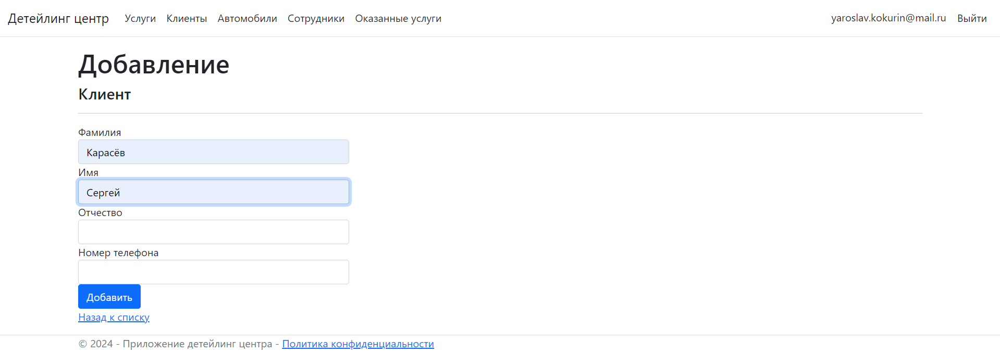 Детейлинг центр Услуги Клиенты Автомобили Сотрудники Оказанные услуги yaroslav.kokurin@mail.ru Выйти
Добавление
Клиент
Фамилия
Карасёв
Имя
Сергей
Отчество
Номер телефона
Добавить
Назад к списку
© 2024 - Приложение детейлинг центра - Политика конфиденциальности